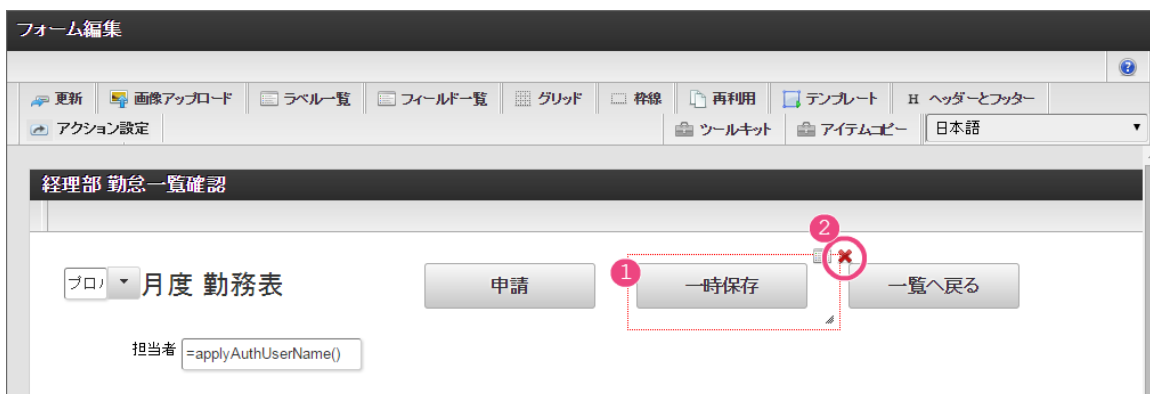 フォーム編集
更新 画像アップロード ラベル一覧 フィールド一覧 グリッド 枠線 再利用 テンプレート H ヘッダーとフッター
アクション設定 ツールキット アイテムコピー 日本語
経理部 勤怠一覧確認
2
1
プロ 月度 勤務表 申請 一時保存 一覧へ戻る
担当者 =applyAuthUserName()